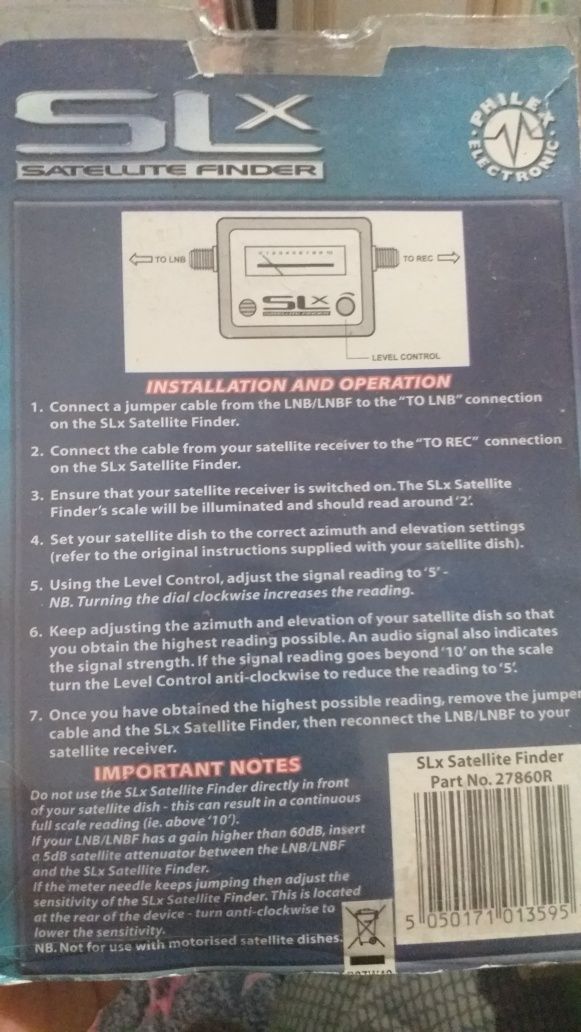 SLx
SATELLITE FINDER
PHILEX
ELECTRONIC
TO LNB
TO REC
SLx
SATELLITE FINDER
LEVEL CONTROL
INSTALLATION AND OPERATION
1. Connect a jumper cable from the LNB/LNBF to the “TO LNB” connection
on the SLx Satellite Finder.
2. Connect the cable from your satellite receiver to the “TO REC” connection
on the SLx Satellite Finder.
3. Ensure that your satellite receiver is switched on. The SLx Satellite
Finder's scale will be illuminated and should read around ‘2’.
4. Set your satellite dish to the correct azimuth and elevation settings
(refer to the original instructions supplied with your satellite dish).
5. Using the Level Control, adjust the signal reading to ‘5’ -
NB. Turning the dial clockwise increases the reading.
6. Keep adjusting the azimuth and elevation of your satellite dish so that
you obtain the highest reading possible. An audio signal also indicates
the signal strength. If the signal reading goes beyond ‘10’ on the scale
turn the Level Control anti-clockwise to reduce the reading to ‘5’.
7. Once you have obtained the highest possible reading, remove the jumper
cable and the SLx Satellite Finder, then reconnect the LNB/LNBF to your
satellite receiver.
IMPORTANT NOTES
Do not use the SLx Satellite Finder directly in front
of your satellite dish - this can result in a continuous
full scale reading (ie. above ‘10’).
If your LNB/LNBF has a gain higher than 60dB, insert
a 5dB satellite attenuator between the LNB/LNBF
and the SLx Satellite Finder.
If the meter needle keeps jumping then adjust the
sensitivity of the SLx Satellite Finder. This is located
at the rear of the device - turn anti-clockwise to
lower the sensitivity.
NB. Not for use with motorised satellite dishes.
SLx Satellite Finder
Part No. 27860R
5 050171 013595